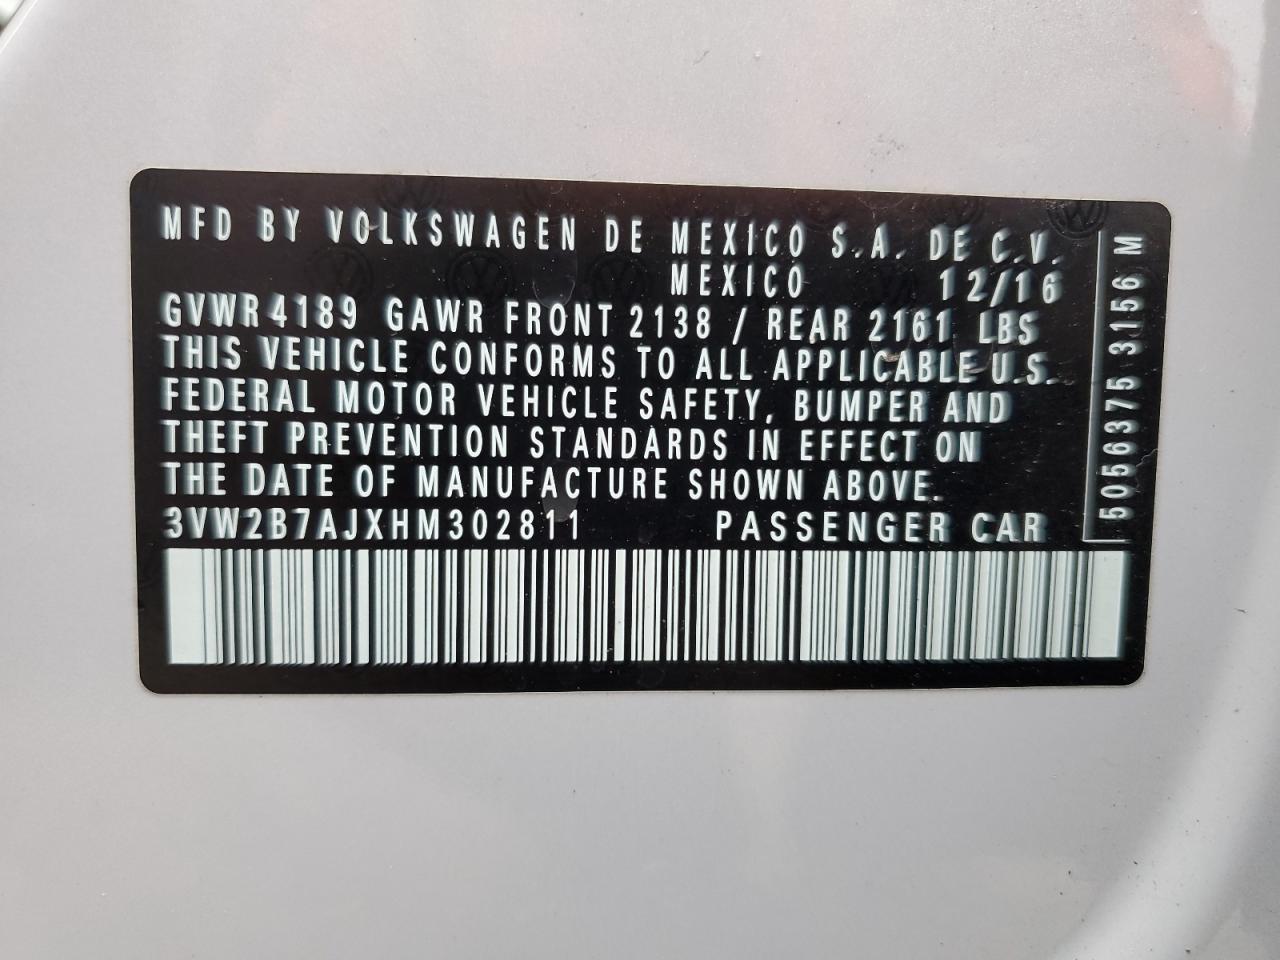 MFD BY VOLKSWAGEN DE MEXICO S.A. DE C.V.
MEXICO 12/16
GVWR 4189 GAWR FRONT 2138 / REAR 2161 LBS
THIS VEHICLE CONFORMS TO ALL APPLICABLE U.S.
FEDERAL MOTOR VEHICLE SAFETY, BUMPER AND
THEFT PREVENTION STANDARDS IN EFFECT ON
THE DATE OF MANUFACTURE SHOWN ABOVE.
3VW2B7AJXHM302811 PASSENGER CAR
5056375 3156 M